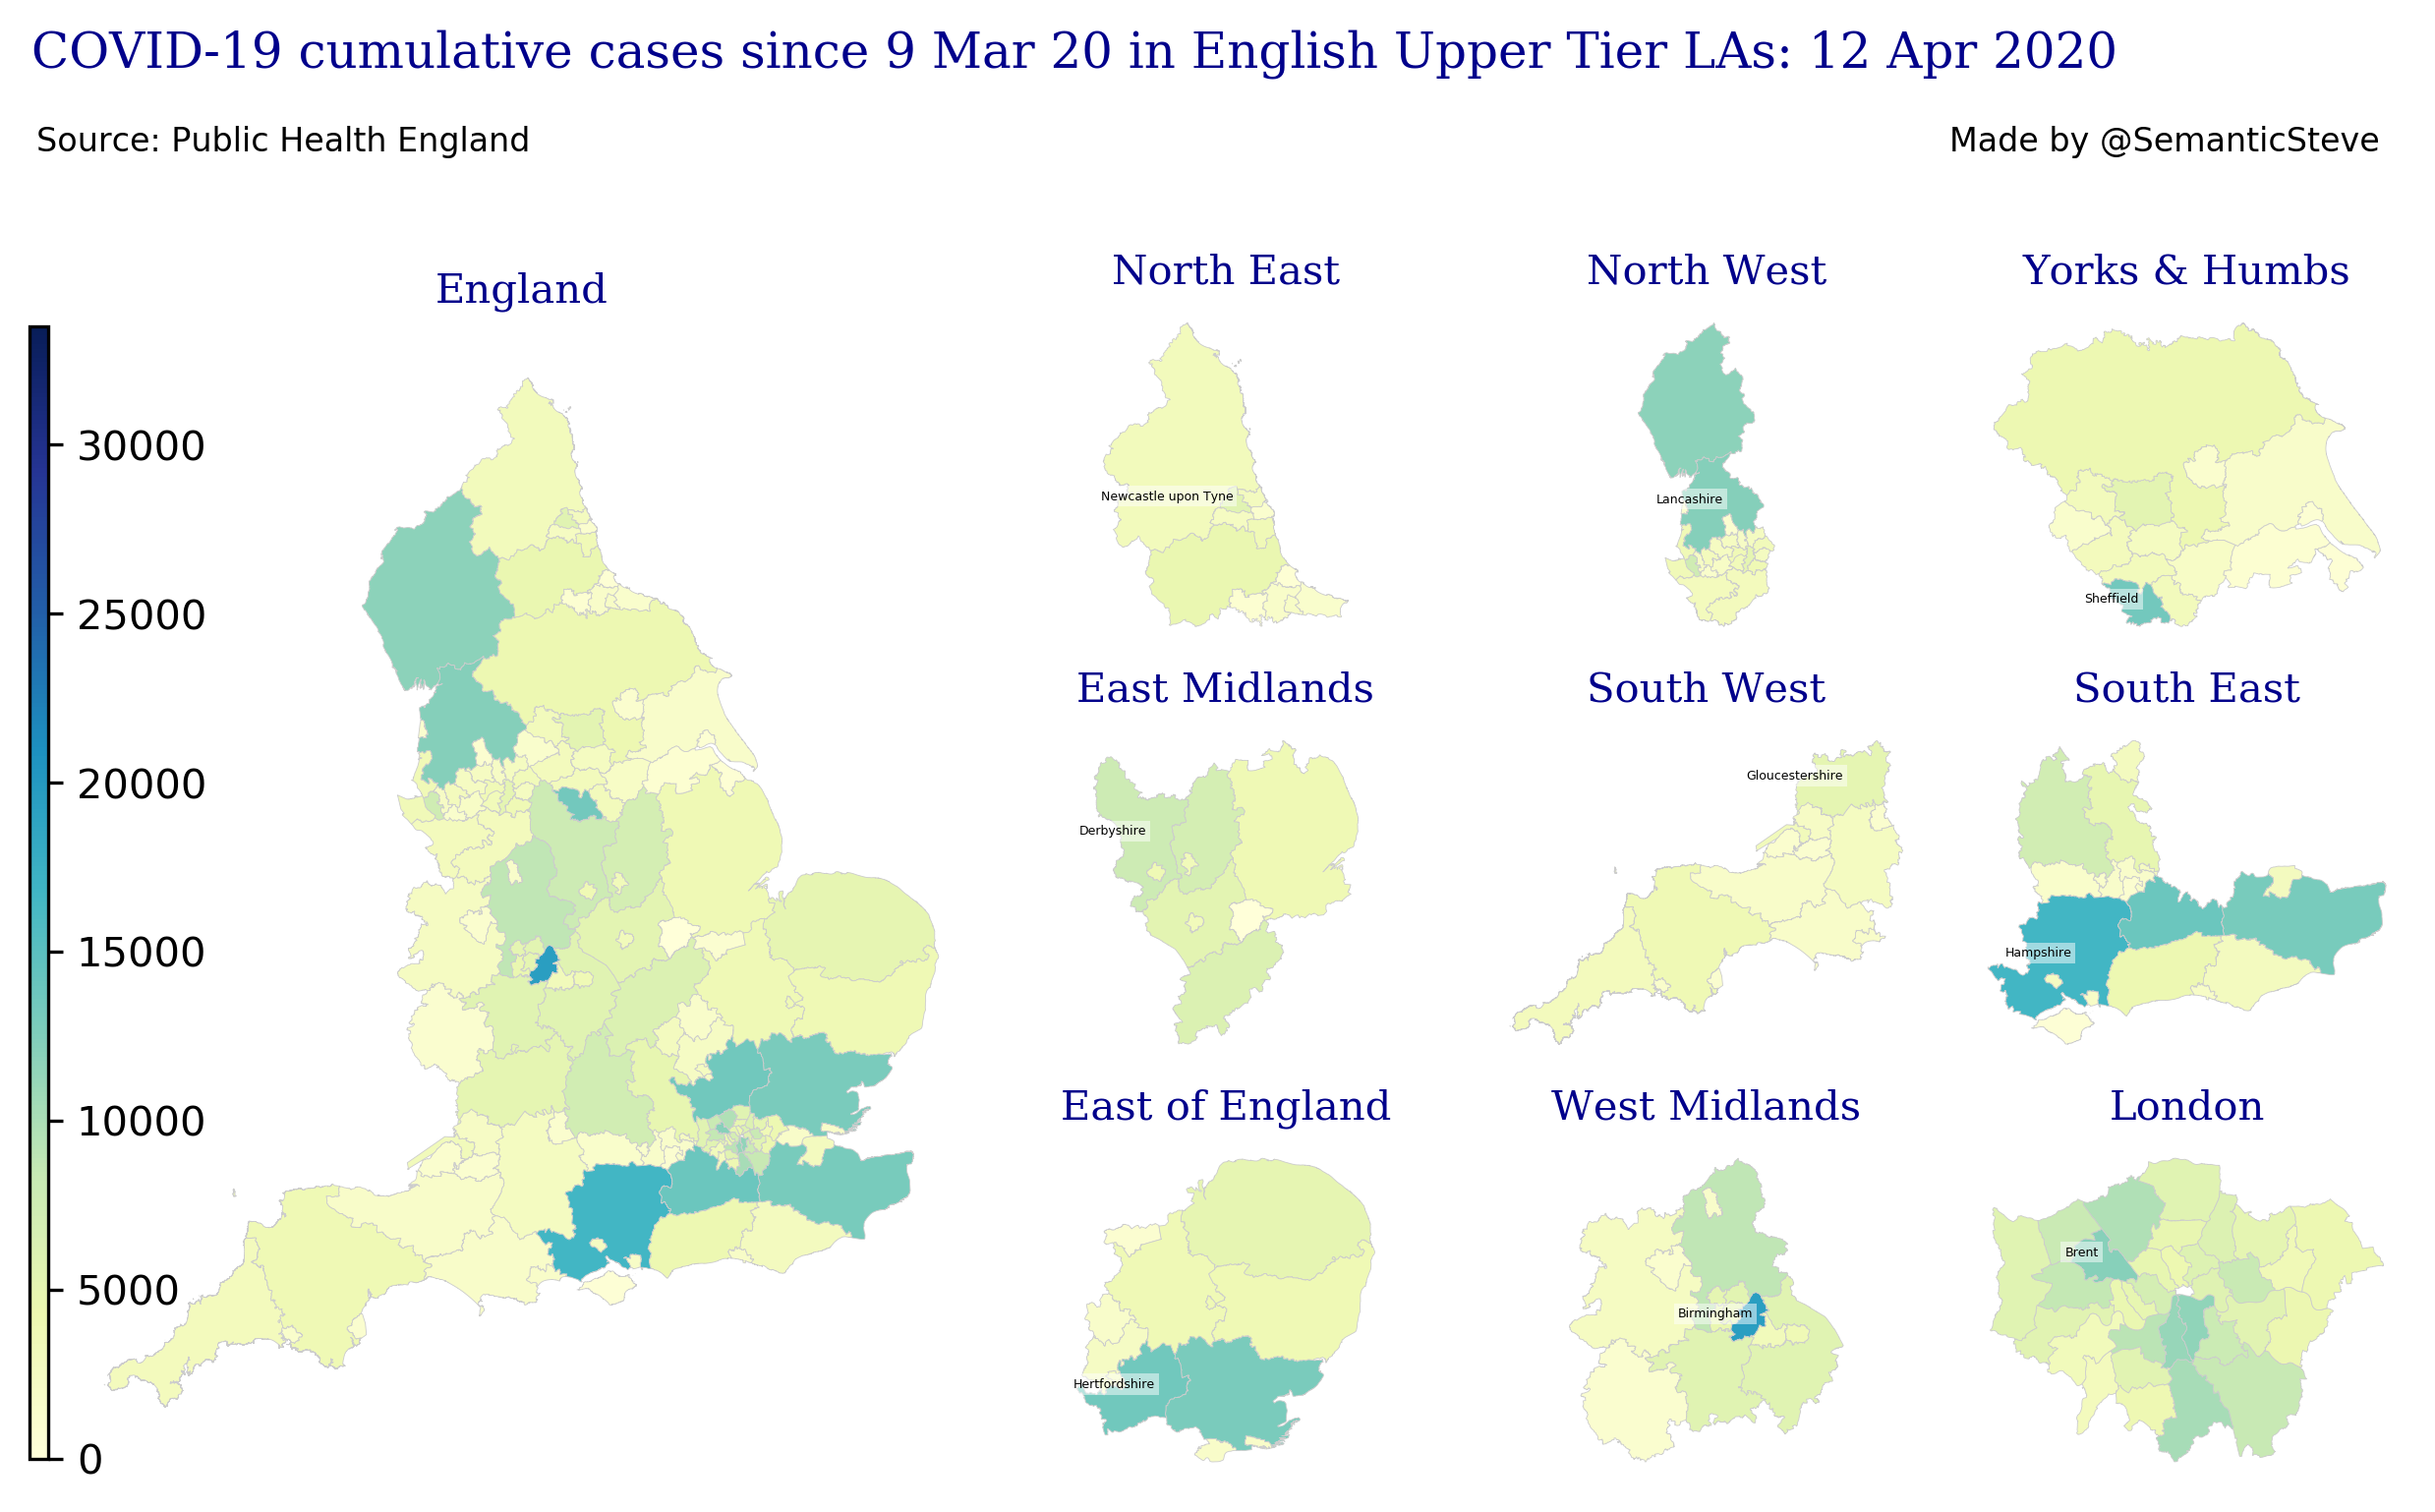 COVID-19 cumulative cases since 9 Mar 20 in English Upper Tier LAs: 12 Apr 2020
Source: Public Health England
Made by @SemanticSteve
England
30000
25000
20000
15000
10000
5000
0
North East
Newcastle upon Tyne
North West
Lancashire
Yorks & Humbs
Sheffield
East Midlands
Derbyshire
South West
Gloucestershire
South East
Hampshire
East of England
Hertfordshire
West Midlands
Birmingham
London
Brent